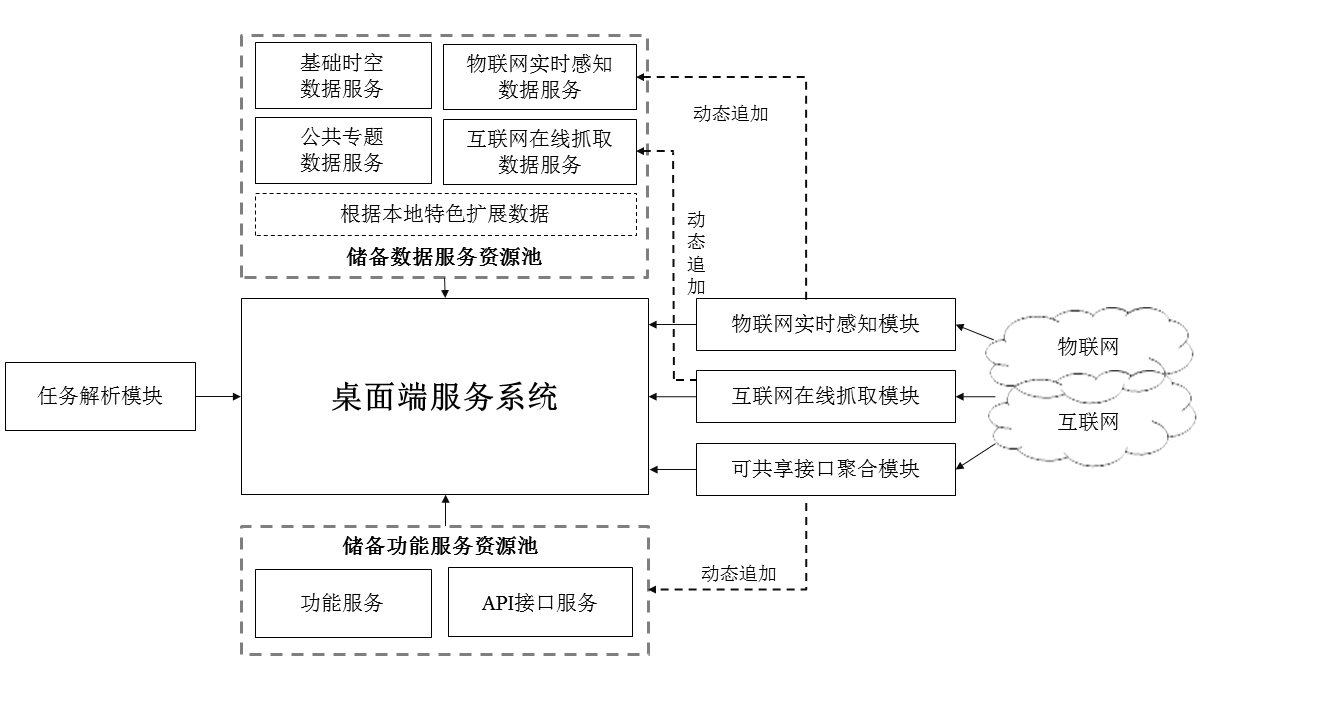 基础时空
数据服务
物联网实时感知
数据服务
动态追加
公共专题
数据服务
互联网在线抓取
数据服务
根据本地特色扩展数据
动态追加
储备数据服务资源池
物联网实时感知模块
物联网
任务解析模块
桌面端服务系统
互联网在线抓取模块
互联网
可共享接口聚合模块
储备功能服务资源池
动态追加
功能服务
API接口服务